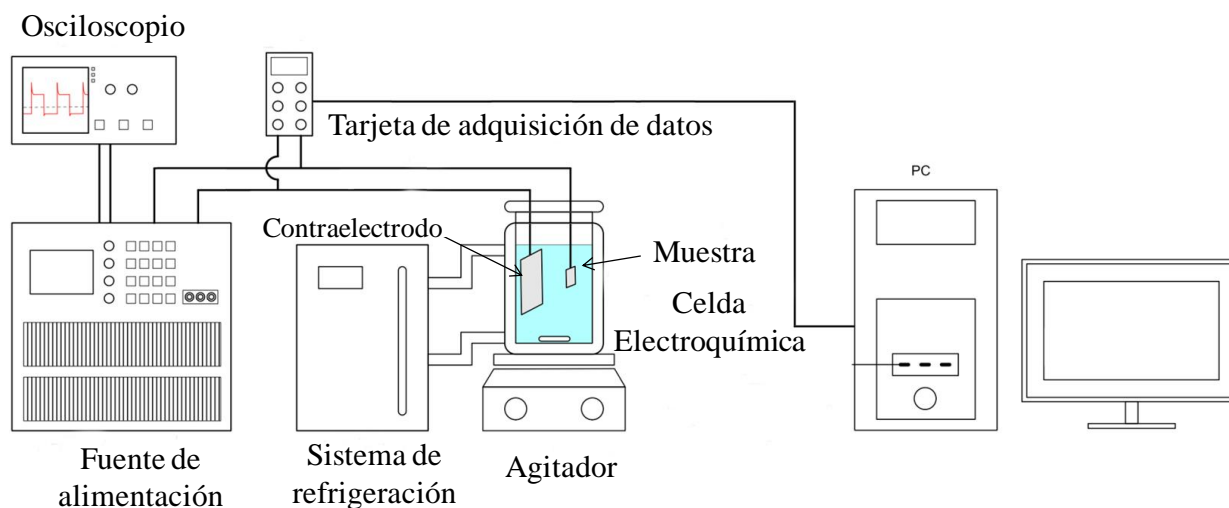 Osciloscopio
Tarjeta de adquisición de datos
PC
Contraelectrodo
Muestra
Celda
Electroquímica
Fuente de
alimentación
Sistema de
refrigeración
Agitador